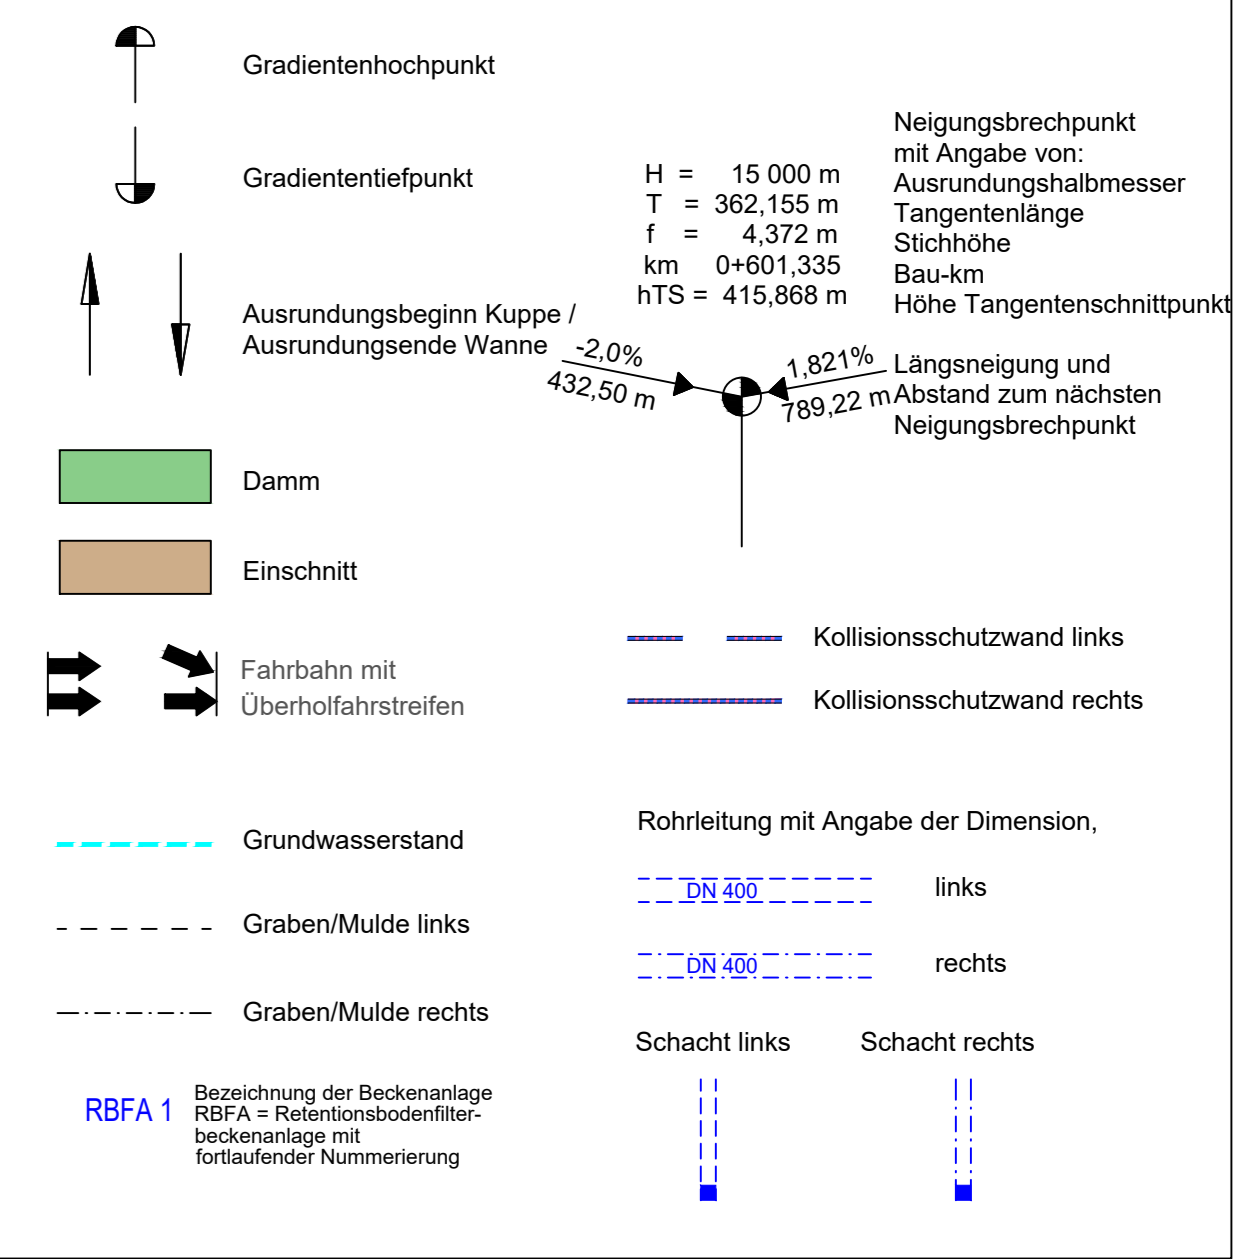 Gradientenhochpunkt
Gradiententiefpunkt
Ausrundungsbeginn Kuppe /
Ausrundungsende Wanne
Damm
Einschnitt
Fahrbahn mit
Überholfahrstreifen
Grundwasserstand
Graben/Mulde links
Graben/Mulde rechts
RBFA 1
Bezeichnung der Beckenanlage
RBFA = Retentionsbodenfilter-
beckenanlage mit
fortlaufender Nummerierung
H = 15 000 m
T = 362,155 m
f = 4,372 m
km 0+601,335
hTS = 415,868 m
Neigungsbrechpunkt
mit Angabe von:
Ausrundungshalbmesser
Tangentenlänge
Stichhöhe
Bau-km
Höhe Tangentenschnittpunkt
-2,0%
432,50 m
1,821%
789,22 m
Längsneigung und
Abstand zum nächsten
Neigungsbrechpunkt
Kollisionsschutzwand links
Kollisionsschutzwand rechts
Rohrleitung mit Angabe der Dimension,
DN 400 links
DN 400 rechts
Schacht links Schacht rechts